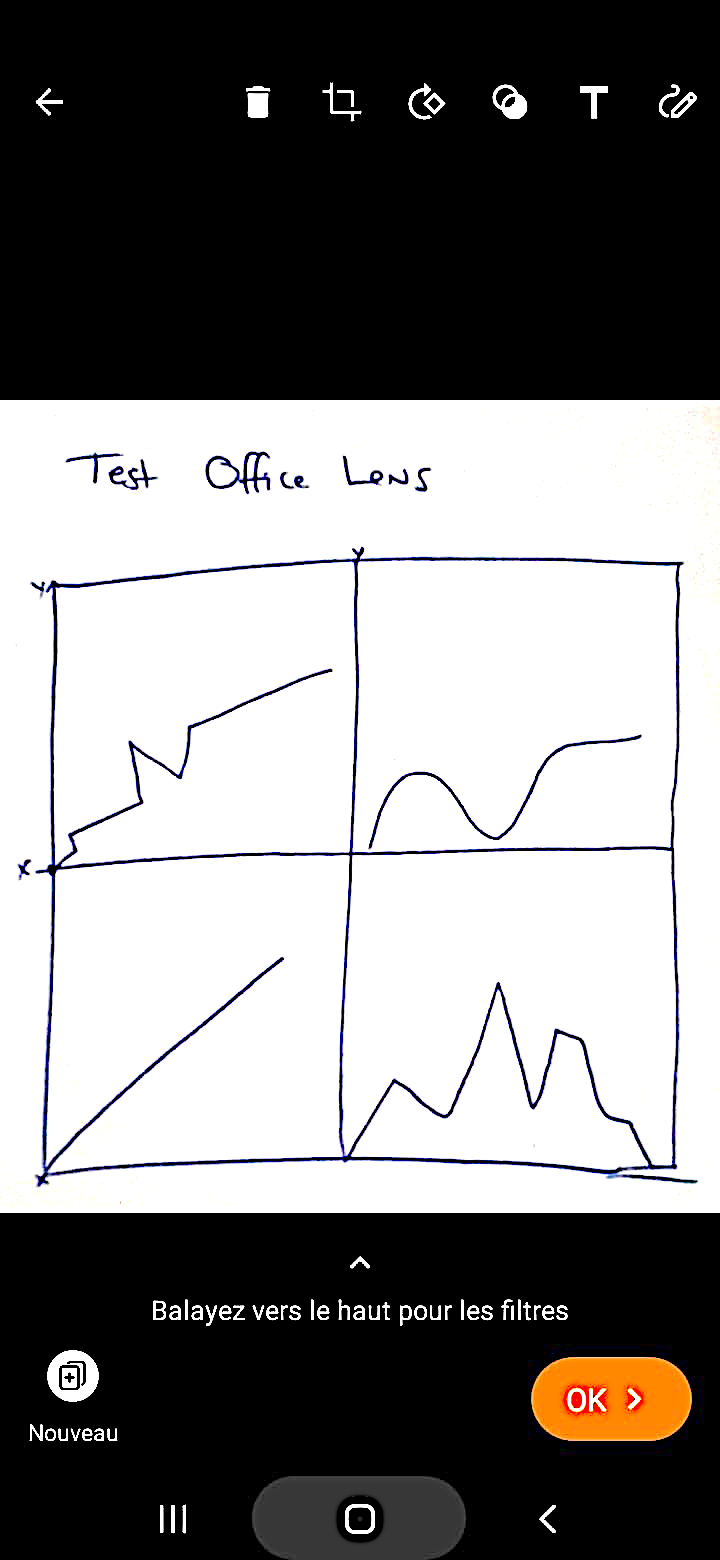 T
Test Office Lens
Y Y
X
X
Balayez vers le haut pour les filtres
Nouveau
OK